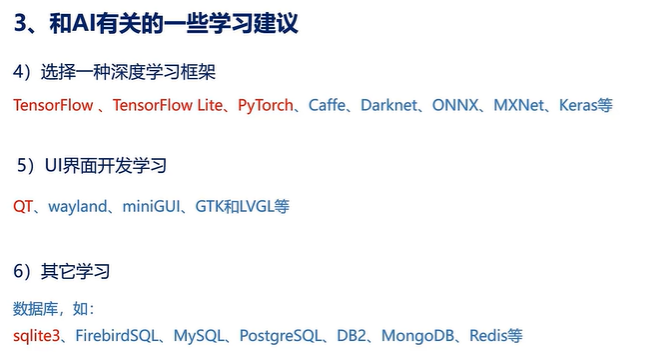 3、和AI有关的一些学习建议
4）选择一种深度学习框架
TensorFlow 、TensorFlow Lite、PyTorch、Caffe、Darknet、ONNX、MXNet、Keras等
5）UI界面开发学习
QT、wayland、miniGUI、GTK和LVGL等
6）其它学习
数据库，如：
sqlite3、FirebirdSQL、MySQL、PostgreSQL、DB2、MongoDB、Redis等